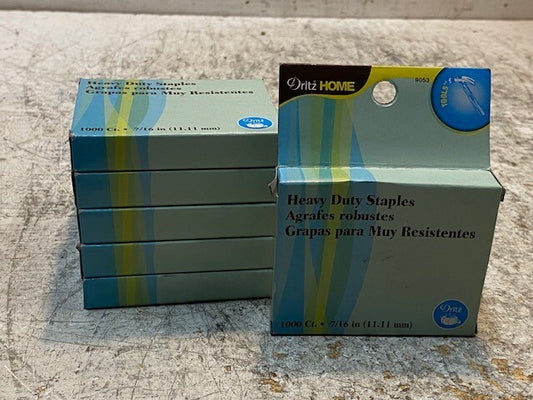 Heavy Duty Staples
Agrafes robustes
Grapas para Muy Resistentes
1000 Ct. • 7/16 in (11.11 mm)
Dritz HOME
9053
TOOLS
Heavy Duty Staples
Agrafes robustes
Grapas para Muy Resistentes
1000 Ct. • 7/16 in (11.11 mm)
Dritz